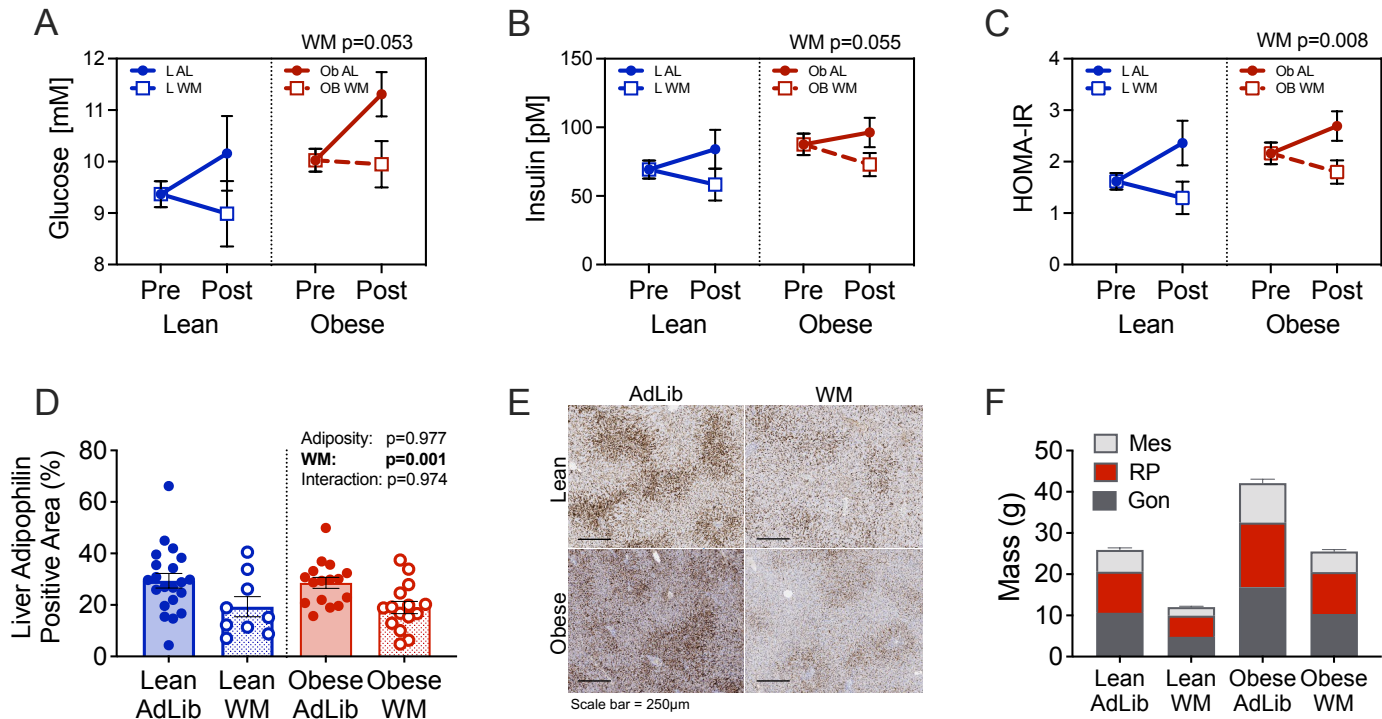 A
WM p=0.053
L AL
L WM
Ob AL
OB WM
Glucose [mM]
12
11
10
9
8
Pre Post Pre Post
Lean Obese
B
WM p=0.055
L AL
L WM
Ob AL
OB WM
Insulin [pM]
150
100
50
0
Pre Post Pre Post
Lean Obese
C
WM p=0.008
L AL
L WM
Ob AL
OB WM
HOMA-IR
4
3
2
1
0
Pre Post Pre Post
Lean Obese
D
Adiposity: p=0.977
WM: p=0.001
Interaction: p=0.974
Liver Adipophilin
Positive Area (%)
80
60
40
20
0
Lean Lean Obese Obese
AdLib WM AdLib WM
E
AdLib WM
Lean
Obese
Scale bar = 250µm
F
Mes
RP
Gon
Mass (g)
50
40
30
20
10
0
Lean Lean Obese Obese
AdLib WM AdLib WM